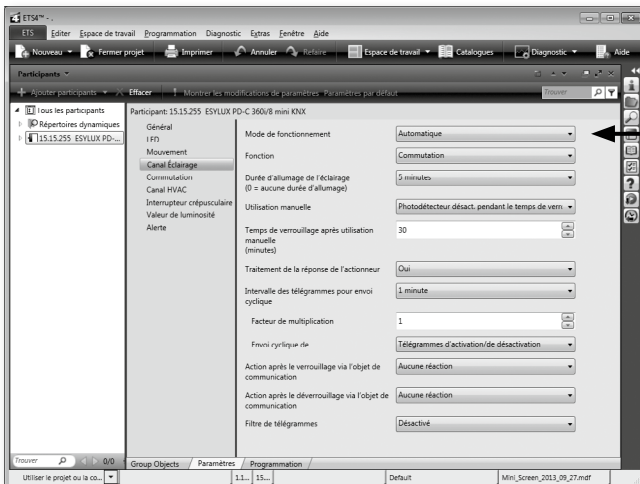 ETS4™ - .
ETS Editer Espace de travail Programmation Diagnostic Extras Fenêtre Aide
Nouveau Fermer projet Imprimer Annuler Refaire Espace de travail Catalogues Diagnostic Aide
Participants
Ajouter participants Effacer Montrer les modifications de paramètres Paramètres par défaut Trouver
Tous les participants
Répertoires dynamiques
15.15.255 ESYLUX PD-...
Participant: 15.15.255 ESYLUX PD-C 360i/8 mini KNX
Général
LED
Mouvement
Canal Éclairage
Commutation
Canal HVAC
Interrupteur crépusculaire
Valeur de luminosité
Alerte
Mode de fonctionnement Automatique
Fonction Commutation
Durée d'allumage de l'éclairage
(0 = aucune durée d'allumage) 5 minutes
Utilisation manuelle Photodétecteur désact. pendant le temps de verr
Temps de verrouillage après utilisation
manuelle
(minutes) 30
Traitement de la réponse de l'actionneur Oui
Intervalle des télégrammes pour envoi
cyclique 1 minute
Facteur de multiplication 1
Envoi cyclique de Télégrammes d'activation/de désactivation
Action après le verrouillage via l'objet de
communication Aucune réaction
Action après le déverrouillage via l'objet de
communication Aucune réaction
Filtre de télégrammes Désactivé
Trouver 0/0
Group Objects Paramètres Programmation
Utiliser le projet ou la co... 1.1... 15.... Default Mini_Screen_2013_09_27.mdf